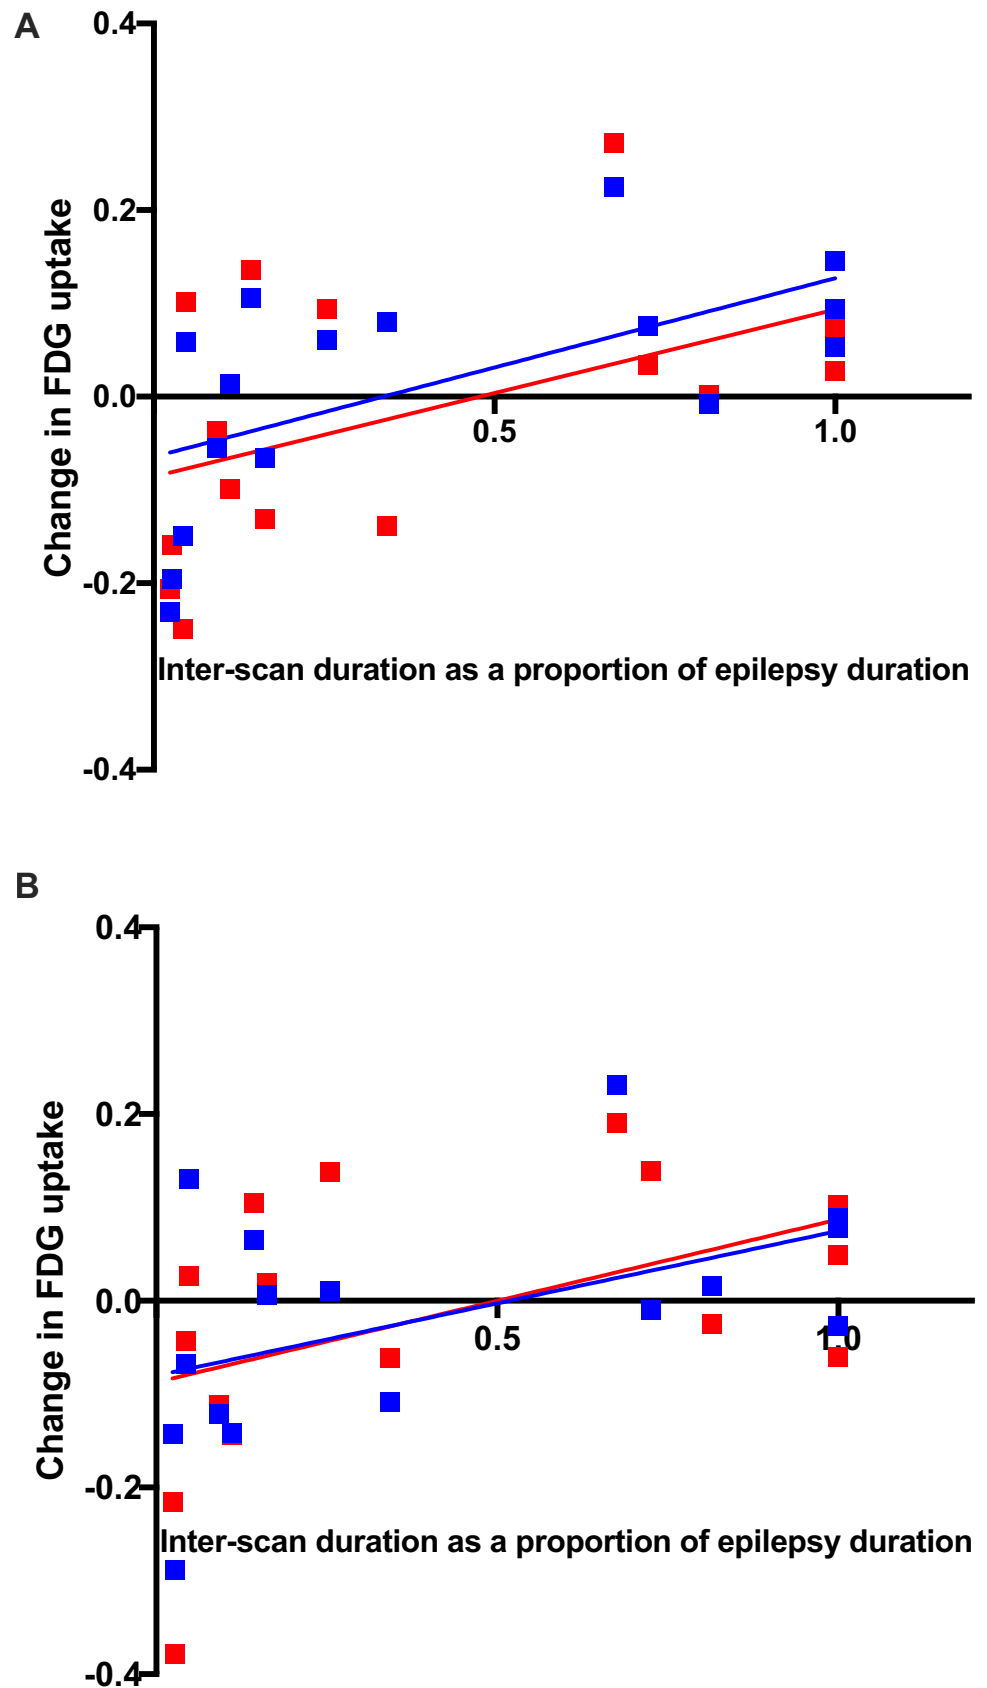 A
0.4
0.2
0.0
-0.2
-0.4
0.5
1.0
Change in FDG uptake
Inter-scan duration as a proportion of epilepsy duration
B
0.4
0.2
0.0
-0.2
-0.4
0.5
1.0
Change in FDG uptake
Inter-scan duration as a proportion of epilepsy duration